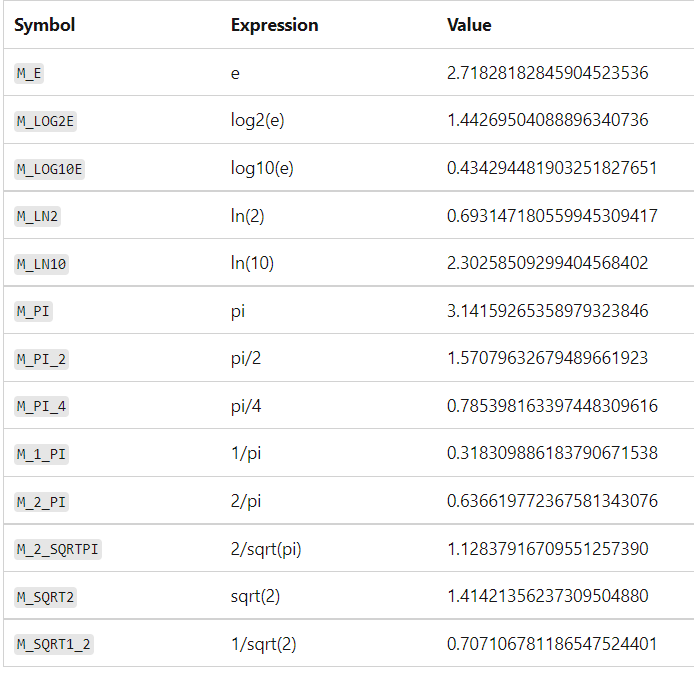 Symbol Expression Value
M_E e 2.71828182845904523536
M_LOG2E log2(e) 1.44269504088896340736
M_LOG10E log10(e) 0.434294481903251827651
M_LN2 ln(2) 0.693147180559945309417
M_LN10 ln(10) 2.30258509299404568402
M_PI pi 3.14159265358979323846
M_PI_2 pi/2 1.57079632679489661923
M_PI_4 pi/4 0.785398163397448309616
M_1_PI 1/pi 0.318309886183790671538
M_2_PI 2/pi 0.636619772367581343076
M_2_SQRTPI 2/sqrt(pi) 1.12837916709551257390
M_SQRT2 sqrt(2) 1.41421356237309504880
M_SQRT1_2 1/sqrt(2) 0.707106781186547524401